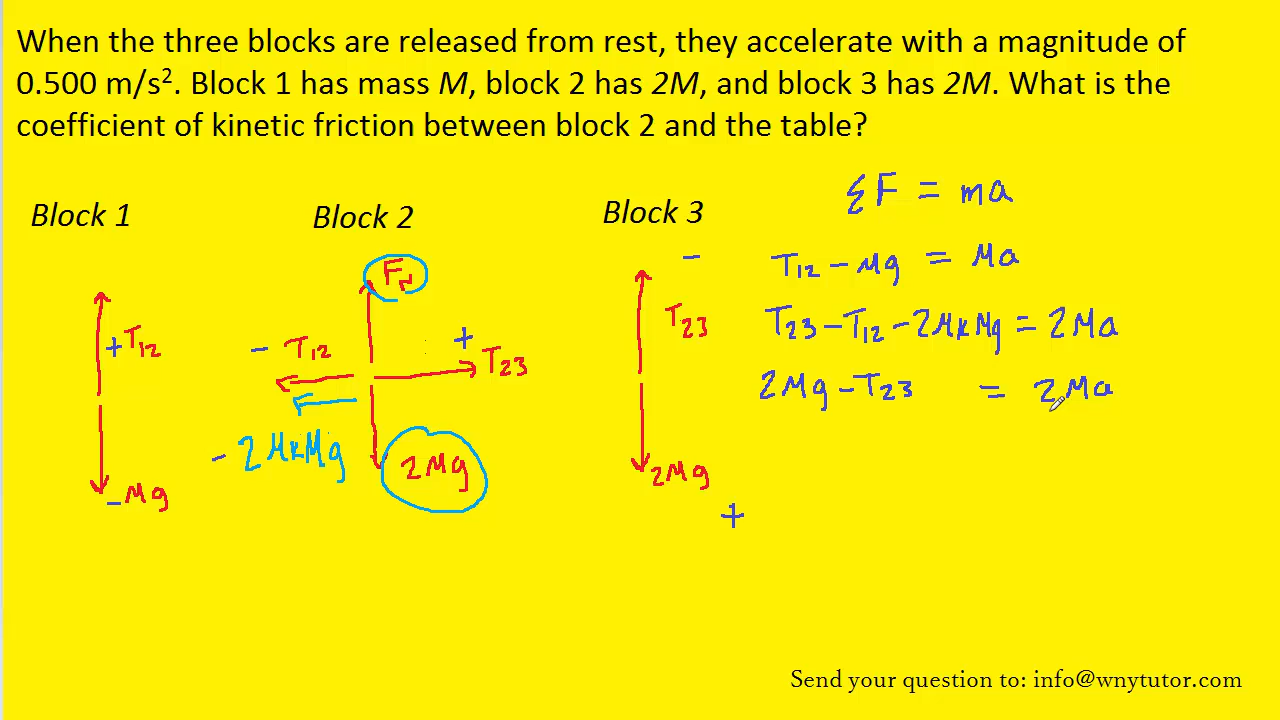 When the three blocks are released from rest, they accelerate with a magnitude of
0.500 m/s². Block 1 has mass M, block 2 has 2M, and block 3 has 2M. What is the
coefficient of kinetic friction between block 2 and the table?
Block 1
Block 2
Block 3
ΣF = ma
T12 - Mg = Ma
T23 - T12 - 2μkMg = 2Ma
2Mg - T23 = 2Ma
+T12
-Mg
FN
- T12
+
T23
- 2μkMg
2Mg
-
T23
2Mg
+
Send your question to: info@wnytutor.com